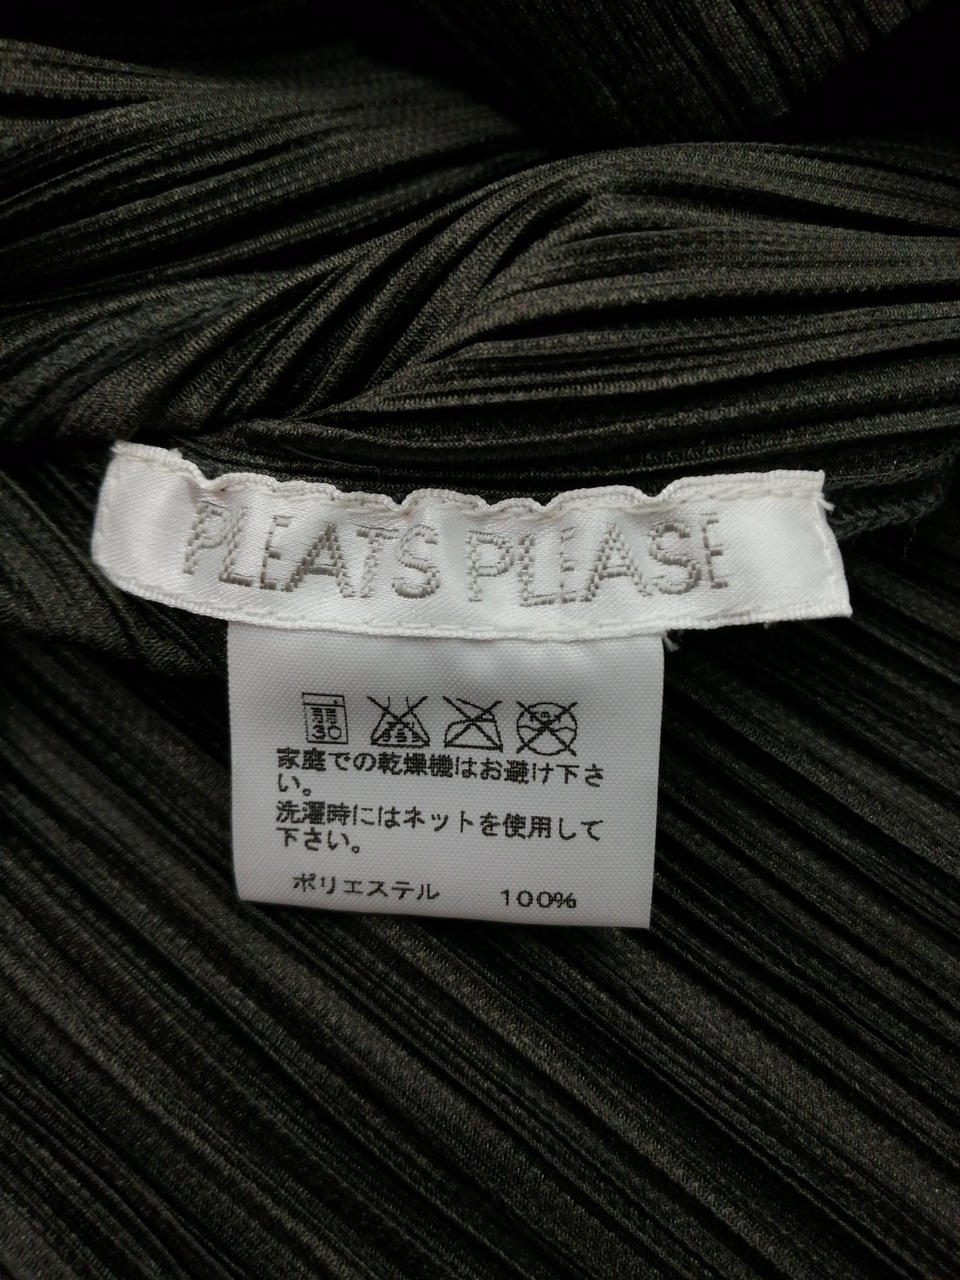 PLEATS PLEASE
30
家庭での乾燥機はお避け下さ
い。
洗濯時にはネットを使用して
下さい。
ポリエステル 100%